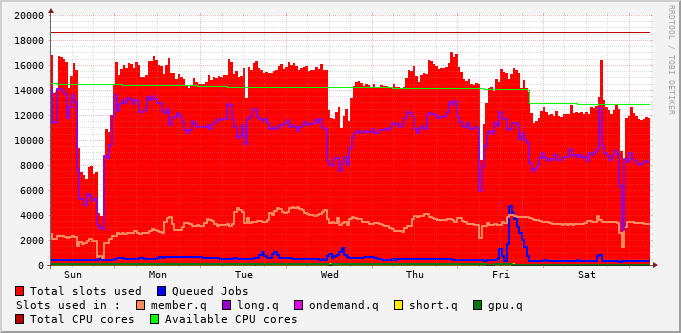 20000
18000
16000
14000
12000
10000
8000
6000
4000
2000
0
Sun Mon Tue Wed Thu Fri Sat
RRDTOOL / TOBI OETIKER
Total slots used Queued Jobs
Slots used in : member.q long.q ondemand.q short.q gpu.q
Total CPU cores Available CPU cores